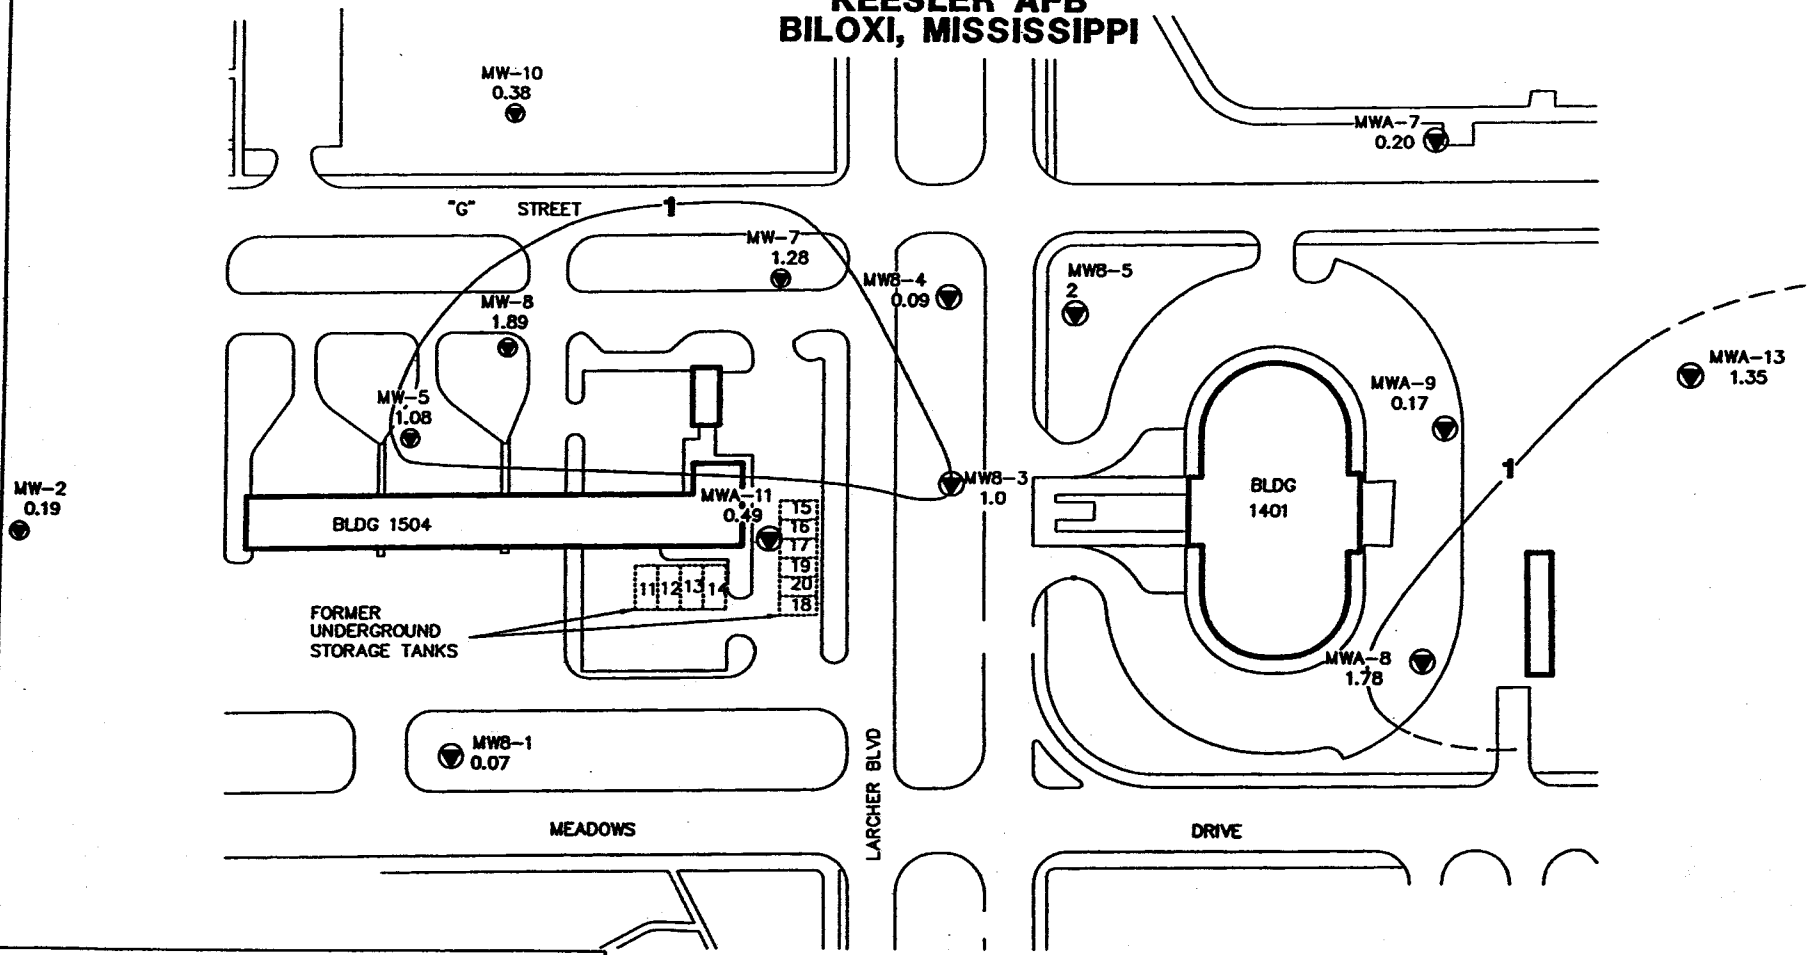 KEESLER AFB
BILOXI, MISSISSIPPI
MW-10
0.38
MWA-7
0.20
"G" STREET
1
MW-7
1.28
MW8-4
0.09
MW8-5
2
MW-8
1.89
MWA-13
1.35
MWA-9
0.17
MW-5
1.08
1
MW8-3
1.0
MW-2
0.19
BLDG
1401
MWA-11
0.49
BLDG 1504
15
16
17
19
20
18
11 12 13 14
FORMER
UNDERGROUND
STORAGE TANKS
MWA-8
1.78
MW8-1
0.07
LARCHER BLVD
MEADOWS
DRIVE